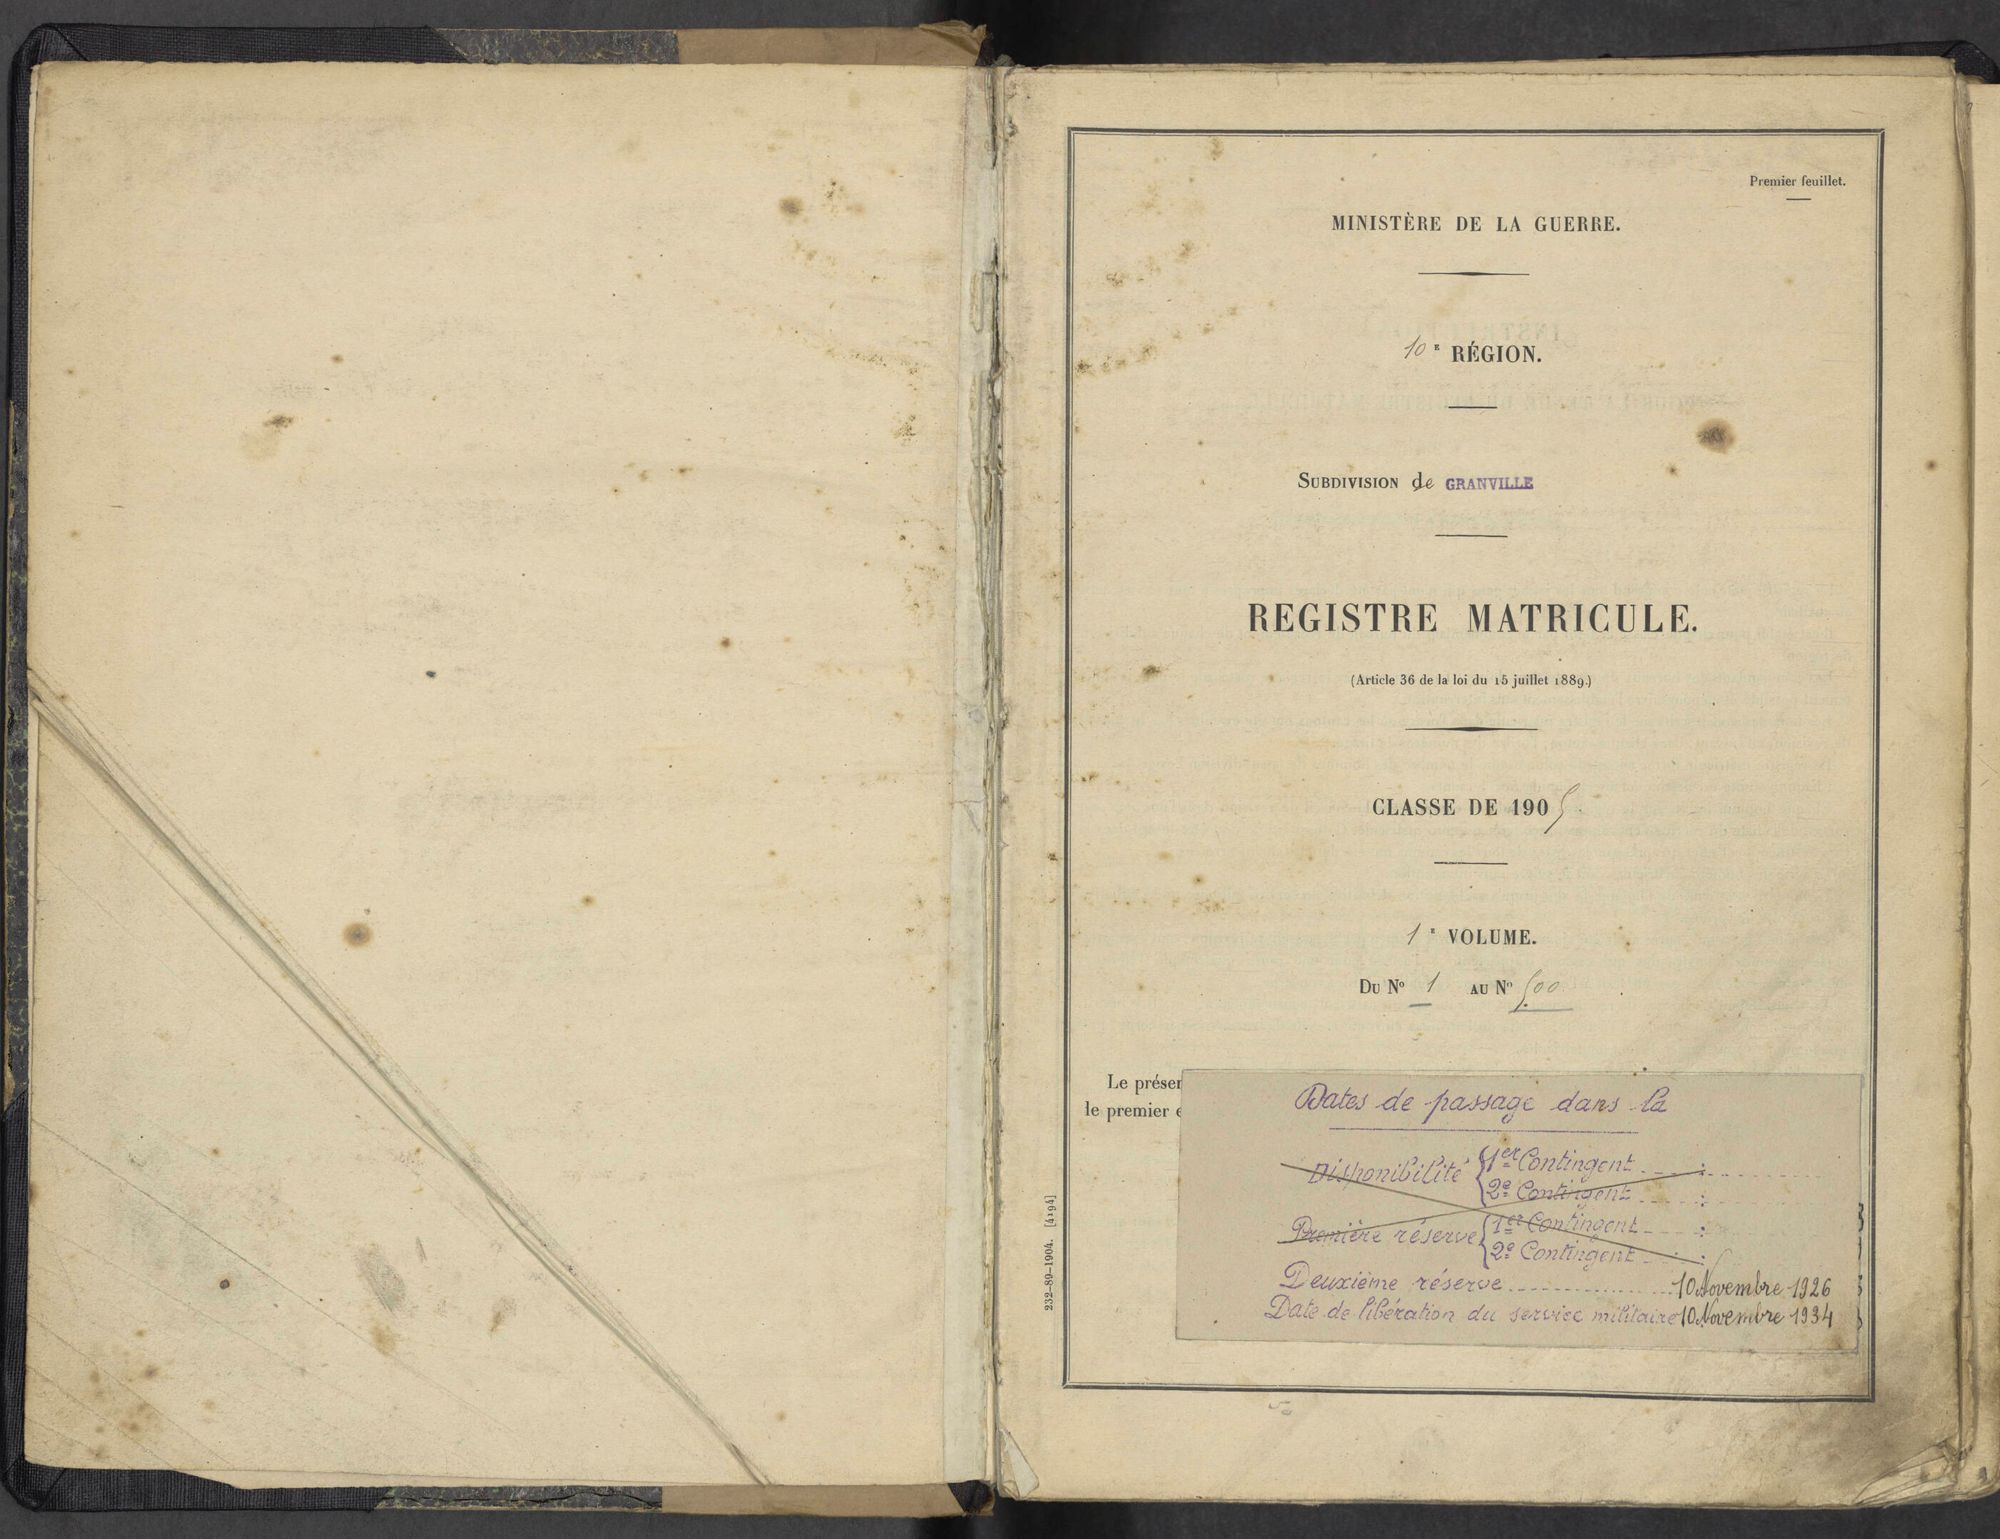 Premier feuillet.
MINISTÈRE DE LA GUERRE.
10E RÉGION.
SUBDIVISION de GRANVILLE
REGISTRE MATRICULE.
(Article 36 de la loi du 15 juillet 1889.)
CLASSE DE 1905
1E VOLUME.
DU No 1 AU No 500
Le présen
le premier e
Dates de passage dans la
Disponibilité { 1er Contingent
2e Contingent
Première réserve { 1er Contingent
2e Contingent
Deuxième réserve 10 Novembre 1926
Date de libération du service militaire 10 Novembre 1934
232-89-1904. [4194]